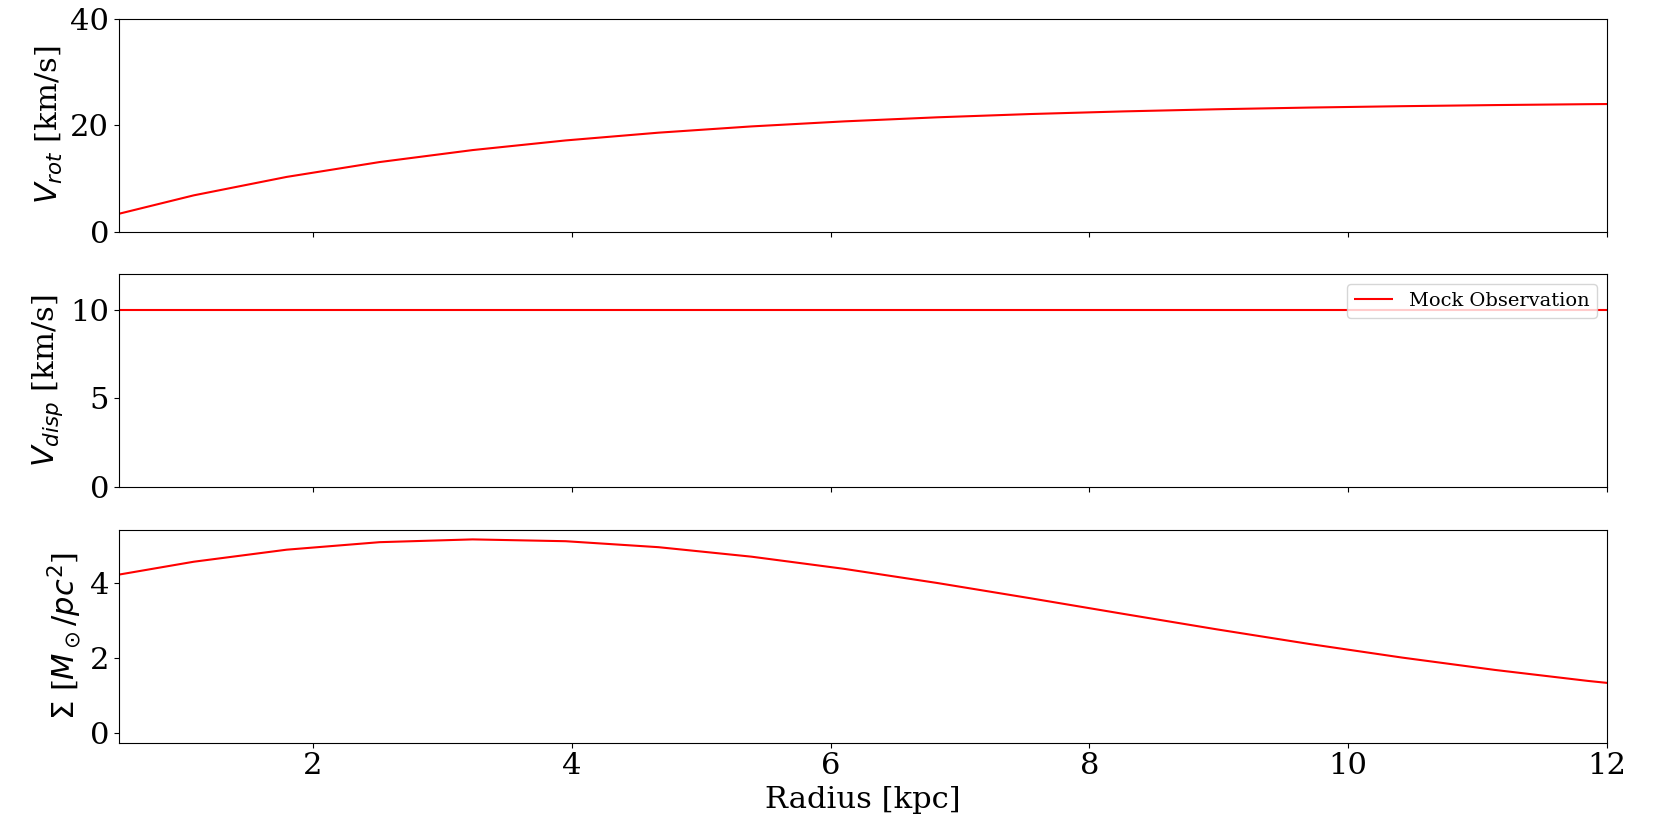 40
20
0
V_rot [km/s]
10
5
0
V_disp [km/s]
Mock Observation
4
2
0
Σ [M_⊙/pc²]
2 4 6 8 10 12
Radius [kpc]